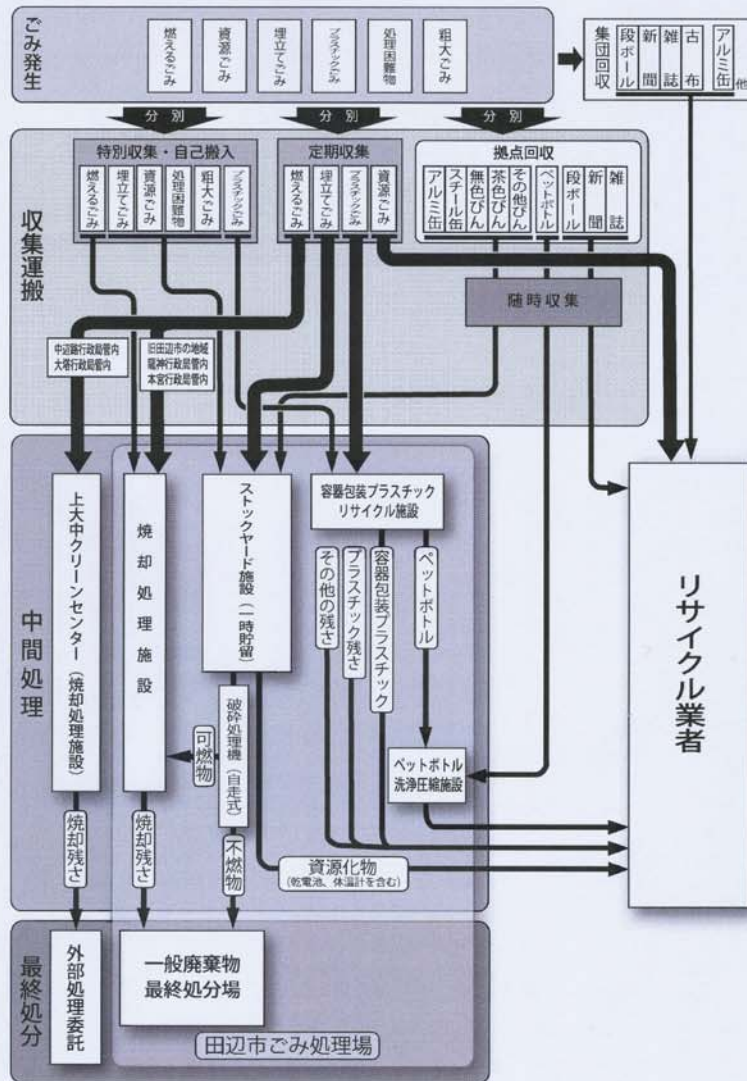 ごみ発生
燃えるごみ
資源ごみ
埋立てごみ
プラスチックごみ
処理困難物
粗大ごみ
集団回収
段ボール
新聞
雑誌
古布
アルミ缶
他
分別
分別
分別
収集運搬
特別収集・自己搬入
燃えるごみ
埋立てごみ
資源ごみ
処理困難物
粗大ごみ
プラスチックごみ
定期収集
燃えるごみ
埋立てごみ
プラスチックごみ
資源ごみ
拠点回収
アルミ缶
スチール缶
無色びん
茶色びん
その他びん
ペットボトル
段ボール
新聞
雑誌
随時収集
中辺路行政局管内
大塔行政局管内
旧田辺市の地域
龍神行政局管内
本宮行政局管内
中間処理
上大中クリーンセンター(焼却処理施設)
焼却処理施設
ストックヤード施設(一時貯留)
容器包装プラスチック
リサイクル施設
その他の残さ
プラスチック残さ
容器包装プラスチック
ペットボトル
リサイクル業者
破砕処理機(自走式)
可燃物
ペットボトル
洗浄圧縮施設
焼却残さ
焼却残さ
不燃物
資源化物
(乾電池、体温計を含む)
最終処分
外部処理委託
一般廃棄物
最終処分場
田辺市ごみ処理場